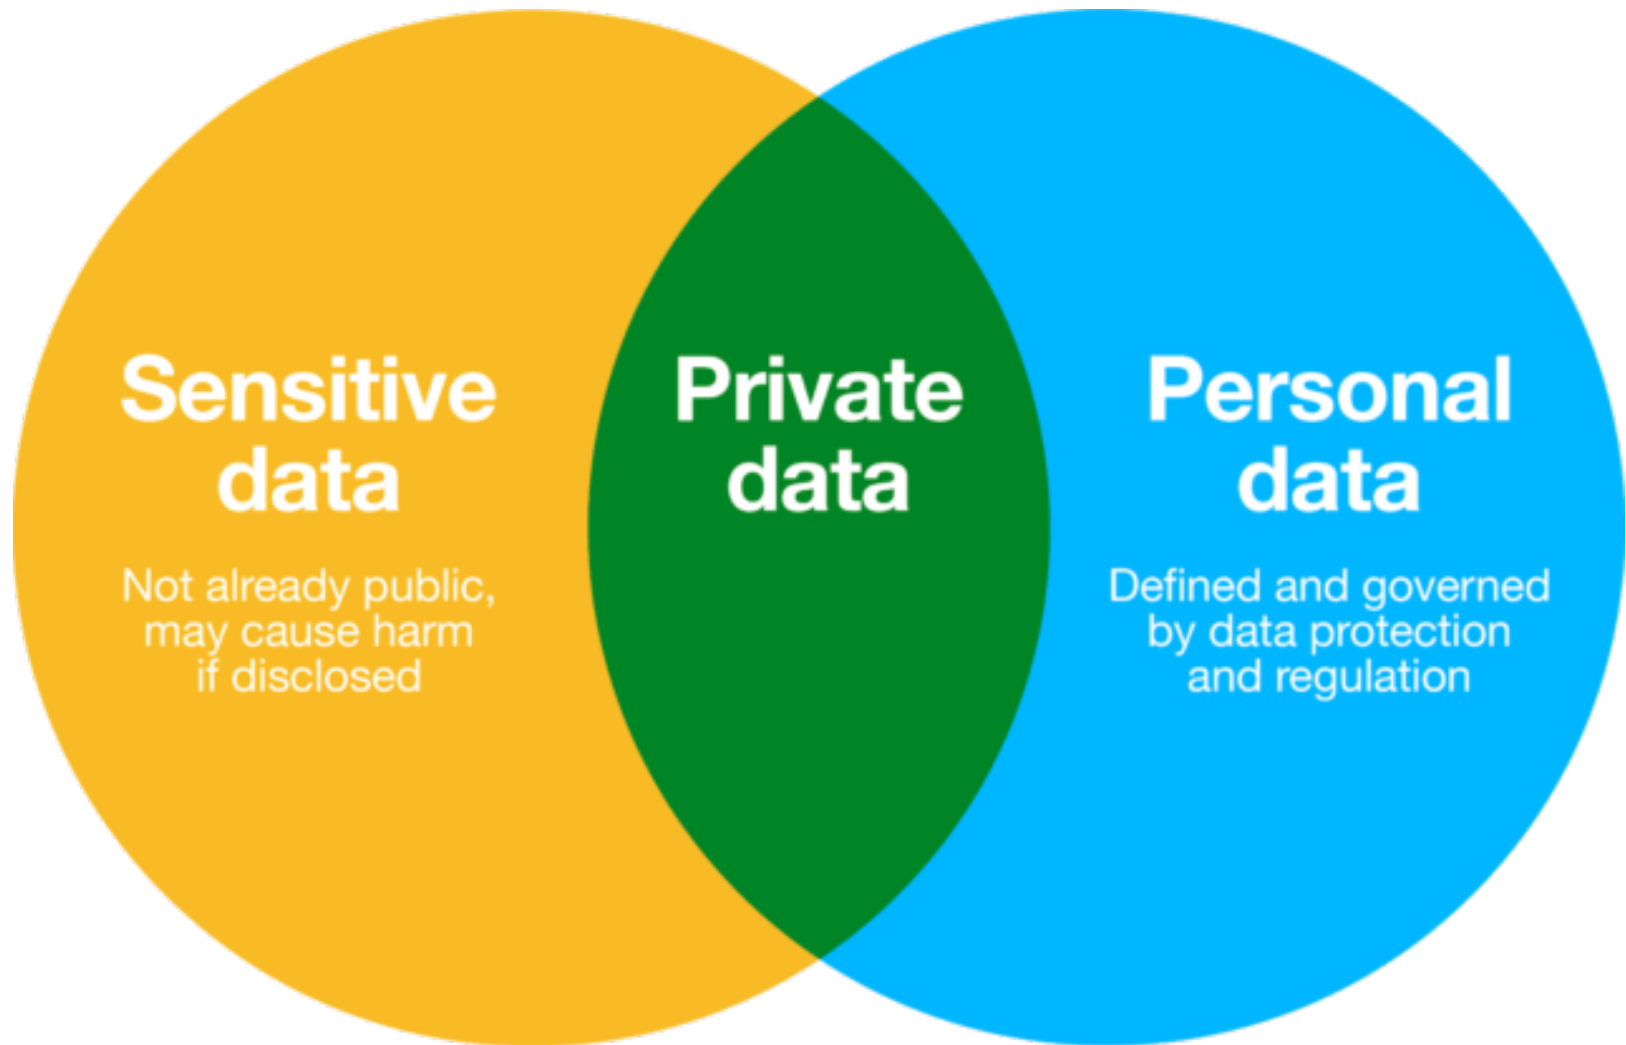 Sensitive
data
Not already public,
may cause harm
if disclosed
Private
data
Personal
data
Defined and governed
by data protection
and regulation